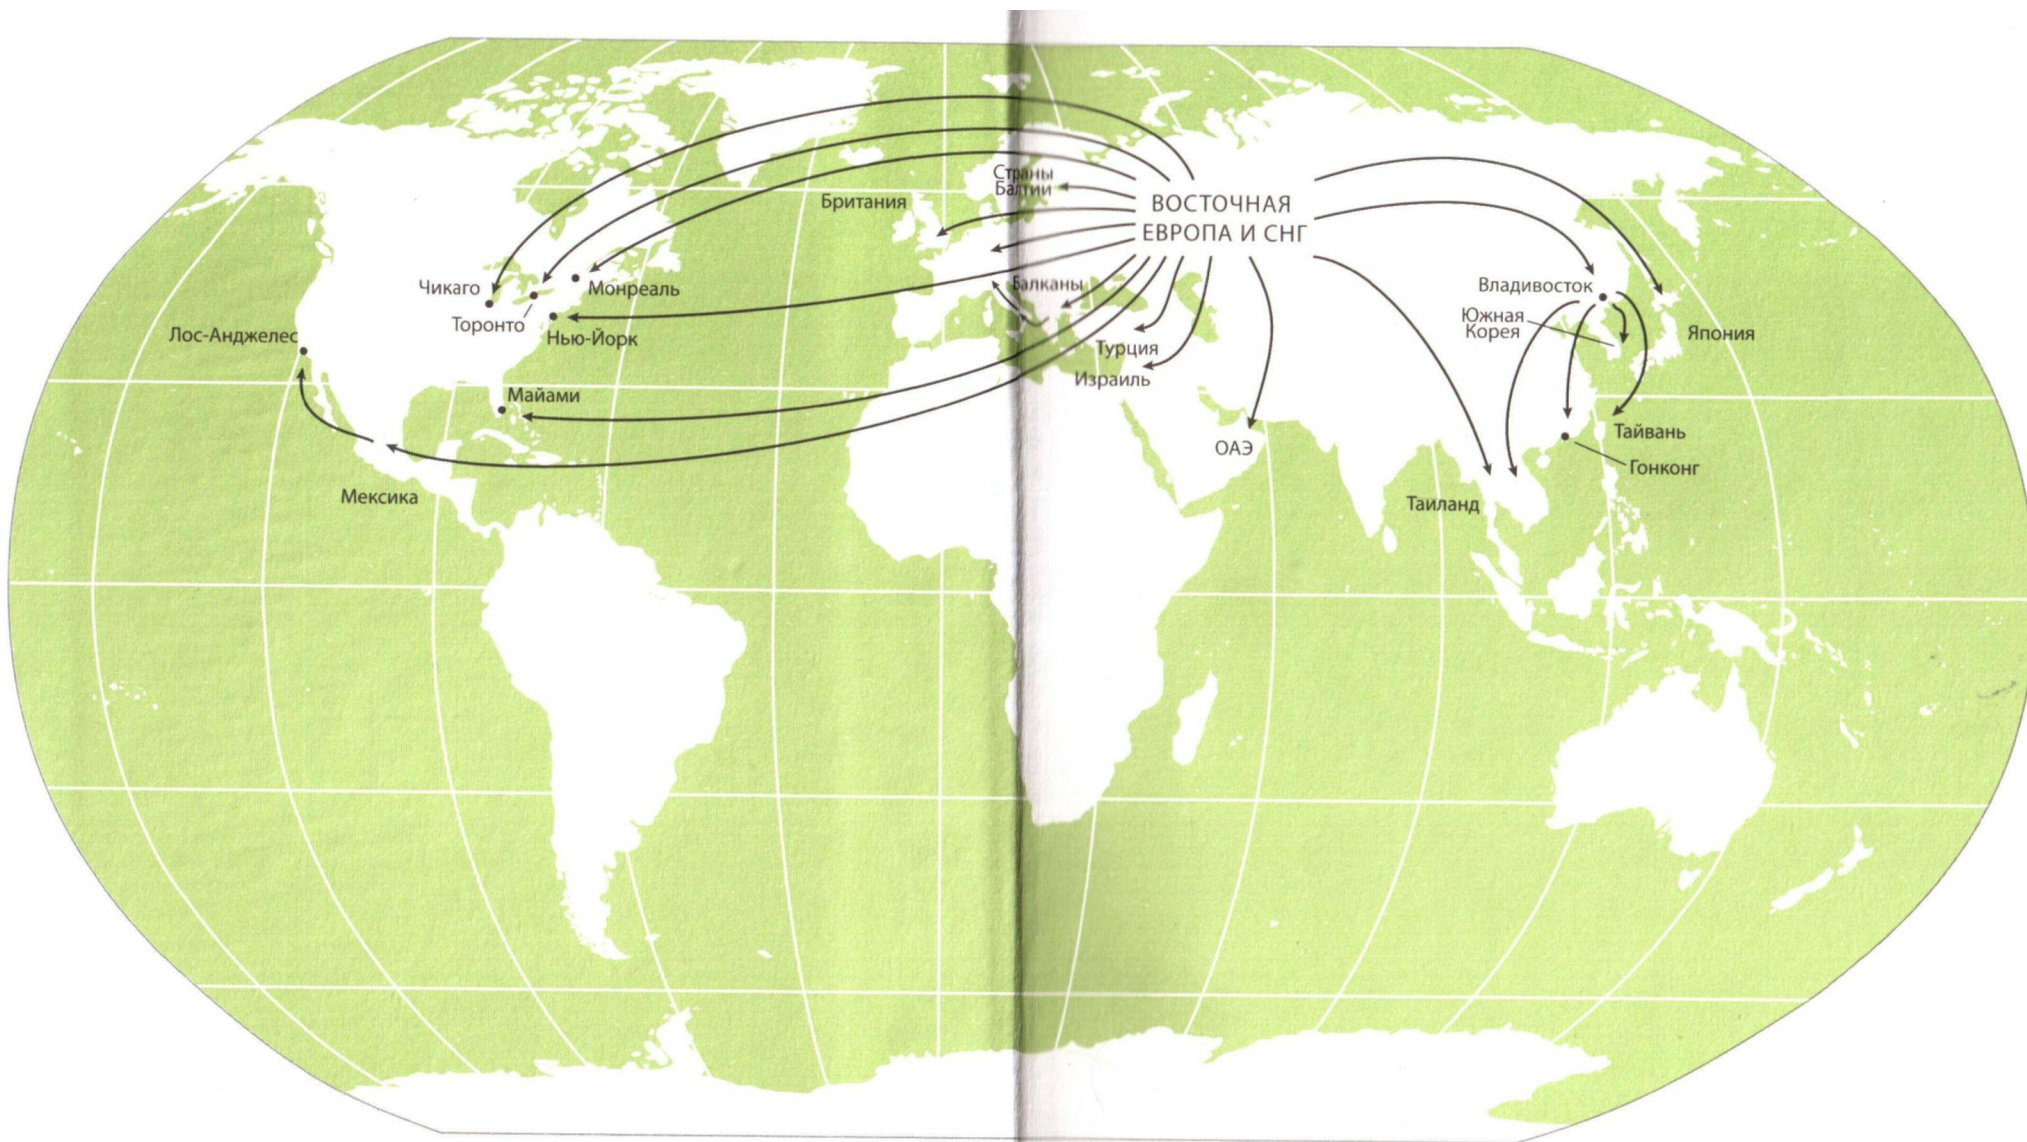 Страны
Балтии
Британия
ВОСТОЧНАЯ
ЕВРОПА И СНГ
Чикаго
Монреаль
Торонто
Нью-Йорк
Лос-Анджелес
Майами
Мексика
Балканы
Турция
Израиль
ОАЭ
Владивосток
Южная
Корея
Япония
Тайвань
Гонконг
Таиланд